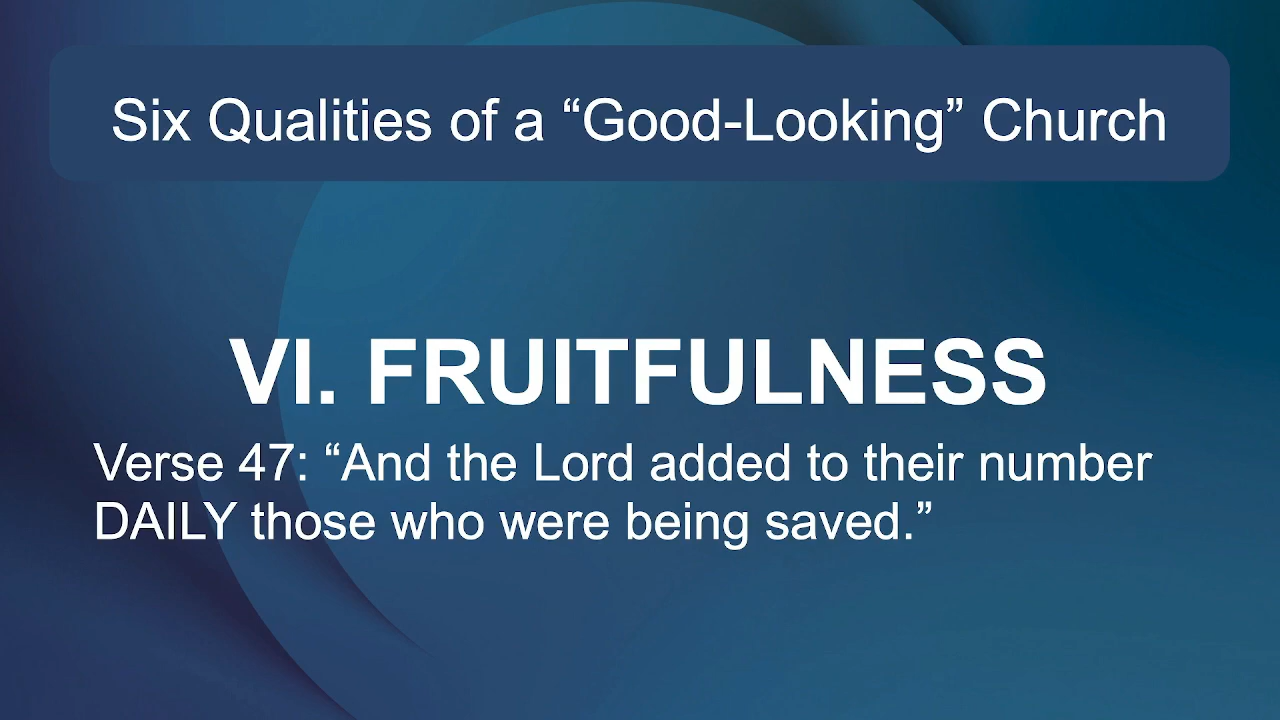 Six Qualities of a “Good-Looking” Church
VI. FRUITFULNESS
Verse 47: “And the Lord added to their number
DAILY those who were being saved.”